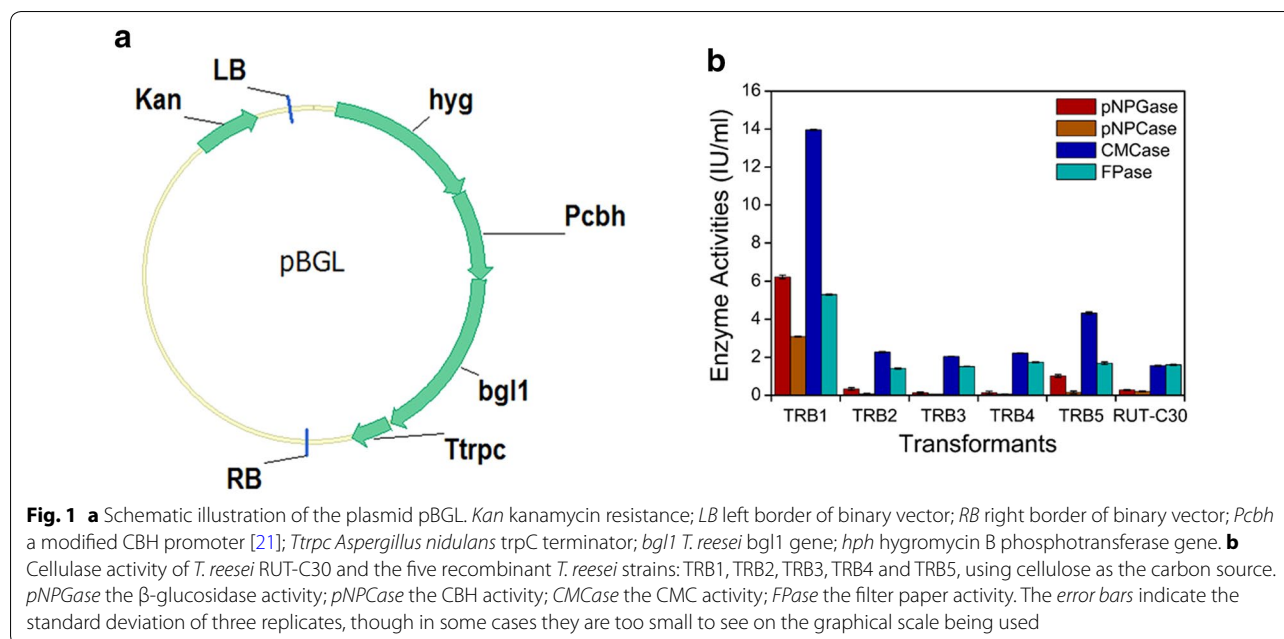 a
LB
Kan
hyg
Pcbh
pBGL
bgl1
Ttrpc
RB
b
Enzyme Activities (IU/ml)
16
14
12
10
8
6
4
2
0
pNPGase
pNPCase
CMCase
FPase
TRB1 TRB2 TRB3 TRB4 TRB5 RUT-C30
Transformants
Fig. 1 a Schematic illustration of the plasmid pBGL. Kan kanamycin resistance; LB left border of binary vector; RB right border of binary vector; Pcbh
a modified CBH promoter [21]; Ttrpc Aspergillus nidulans trpC terminator; bgl1 T. reesei bgl1 gene; hph hygromycin B phosphotransferase gene. b
Cellulase activity of T. reesei RUT-C30 and the five recombinant T. reesei strains: TRB1, TRB2, TRB3, TRB4 and TRB5, using cellulose as the carbon source.
pNPGase the β-glucosidase activity; pNPCase the CBH activity; CMCase the CMC activity; FPase the filter paper activity. The error bars indicate the
standard deviation of three replicates, though in some cases they are too small to see on the graphical scale being used